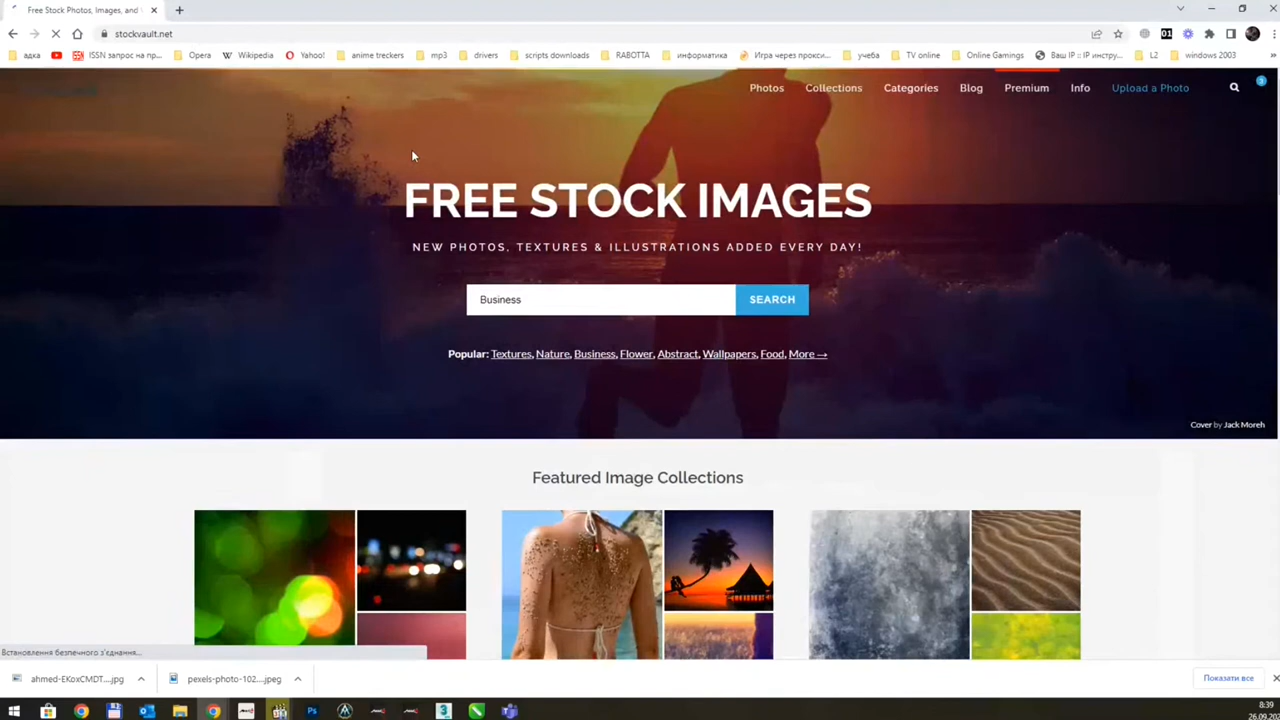 Free Stock Photos, Images, and
stockvault.net
адка
ISSN запрос на пр...
Opera
Wikipedia
Yahoo!
anime treckers
mp3
drivers
scripts downloads
RABOTTA
информатика
Игра через прокси...
учеба
TV online
Online Gamings
Ваш IP :: IP инстру...
L2
windows 2003
Photos
Collections
Categories
Blog
Premium
Info
Upload a Photo
3
FREE STOCK IMAGES
NEW PHOTOS, TEXTURES & ILLUSTRATIONS ADDED EVERY DAY!
Business
SEARCH
Popular: Textures, Nature, Business, Flower, Abstract, Wallpapers, Food, More →
Cover by Jack Moreh
Featured Image Collections
Встановлення безпечного з'єднання...
ahmed-EKoxCMDT....jpg
pexels-photo-102....jpeg
Показати все
8:39